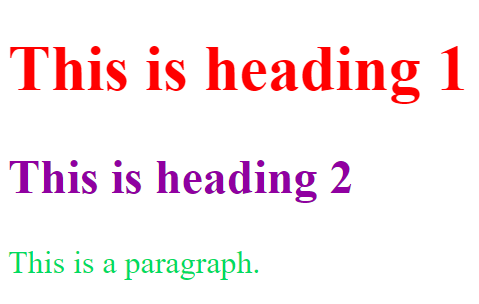 This is heading 1
This is heading 2
This is a paragraph.